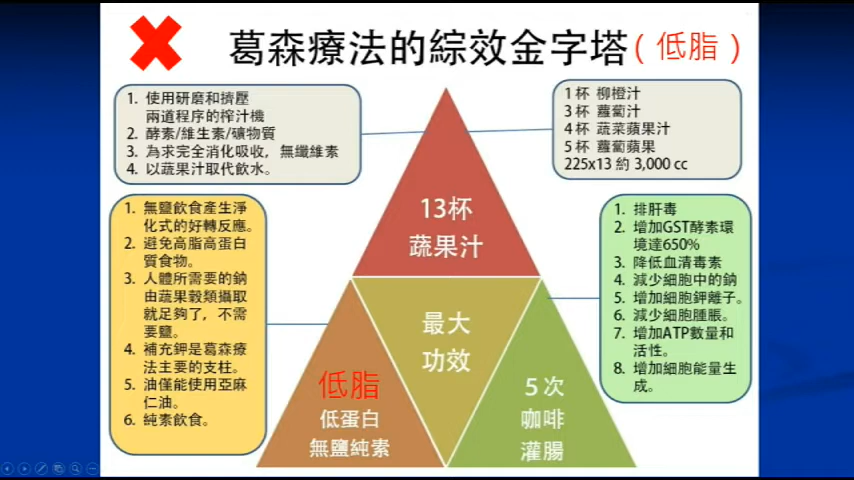 葛森療法的綜效金字塔(低脂)
1. 使用研磨和擠壓
兩道程序的榨汁機
2. 酵素/維生素/礦物質
3. 為求完全消化吸收,無纖維素
4. 以蔬果汁取代飲水。
1杯 柳橙汁
3杯 蘿蔔汁
4杯 蔬菜蘋果汁
5杯 蘿蔔蘋果
225x13 約 3,000 cc
13杯
蔬果汁
1. 無鹽飲食產生淨
化式的好轉反應。
2. 避免高脂高蛋白
質食物。
3. 人體所需要的鈉
由蔬果穀類攝取
就足夠了,不需
要鹽。
4. 補充鉀是葛森療
法主要的支柱。
5. 油僅能使用亞麻
仁油。
6. 純素飲食。
最大
功效
低脂
低蛋白
無鹽純素
5次
咖啡
灌腸
1. 排肝毒
2. 增加GST酵素環
境達650%
3. 降低血清毒素
4. 減少細胞中的鈉
5. 增加細胞鉀離子。
6. 減少細胞腫脹。
7. 增加ATP數量和
活性。
8. 增加細胞能量生
成。